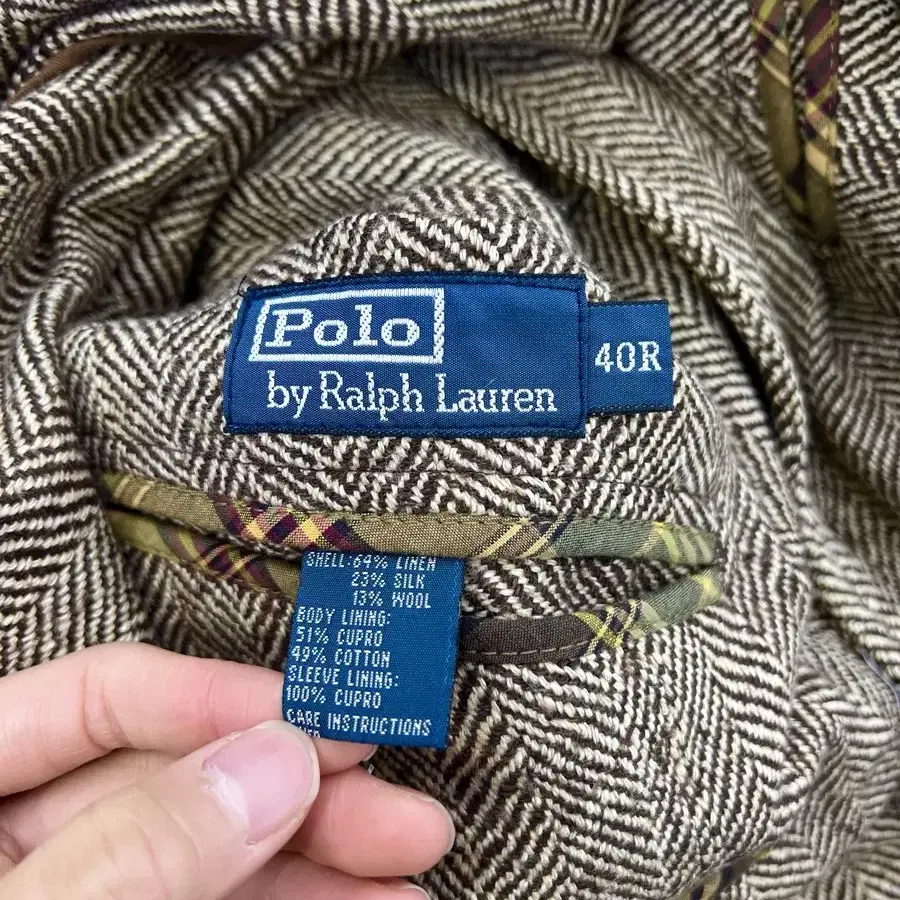 Polo
by Ralph Lauren
40R
SHELL: 64% LINEN
23% SILK
13% WOOL
BODY LINING:
51% CUPRO
49% COTTON
SLEEVE LINING:
100% CUPRO
CARE INSTRUCTIONS